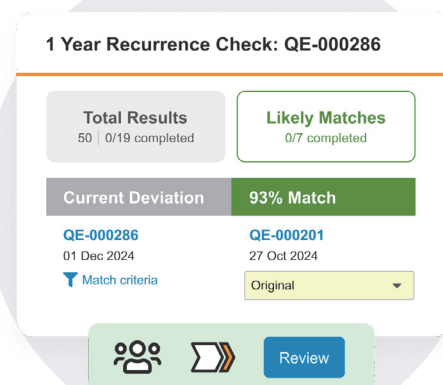 1 Year Recurrence Check: QE-000286
Total Results
50 | 0/19 completed
Likely Matches
0/7 completed
Current Deviation
93% Match
QE-000286
01 Dec 2024
Match criteria
QE-000201
27 Oct 2024
Original
Review